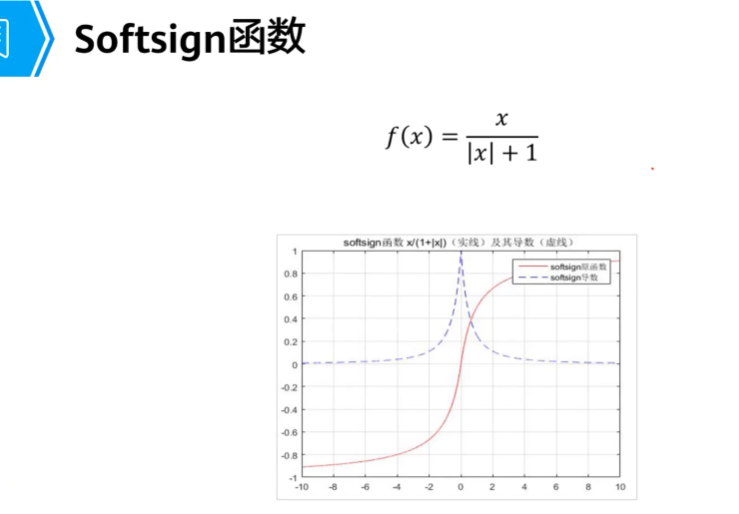 Softsign函数
f(x) = x / (|x| + 1)
softsign函数 x/(1+|x|)（实线）及其导数（虚线）
softsign原函数
softsign导数
1
0.8
0.6
0.4
0.2
0
-0.2
-0.4
-0.6
-0.8
-1
-10 -8 -6 -4 -2 0 2 4 6 8 10